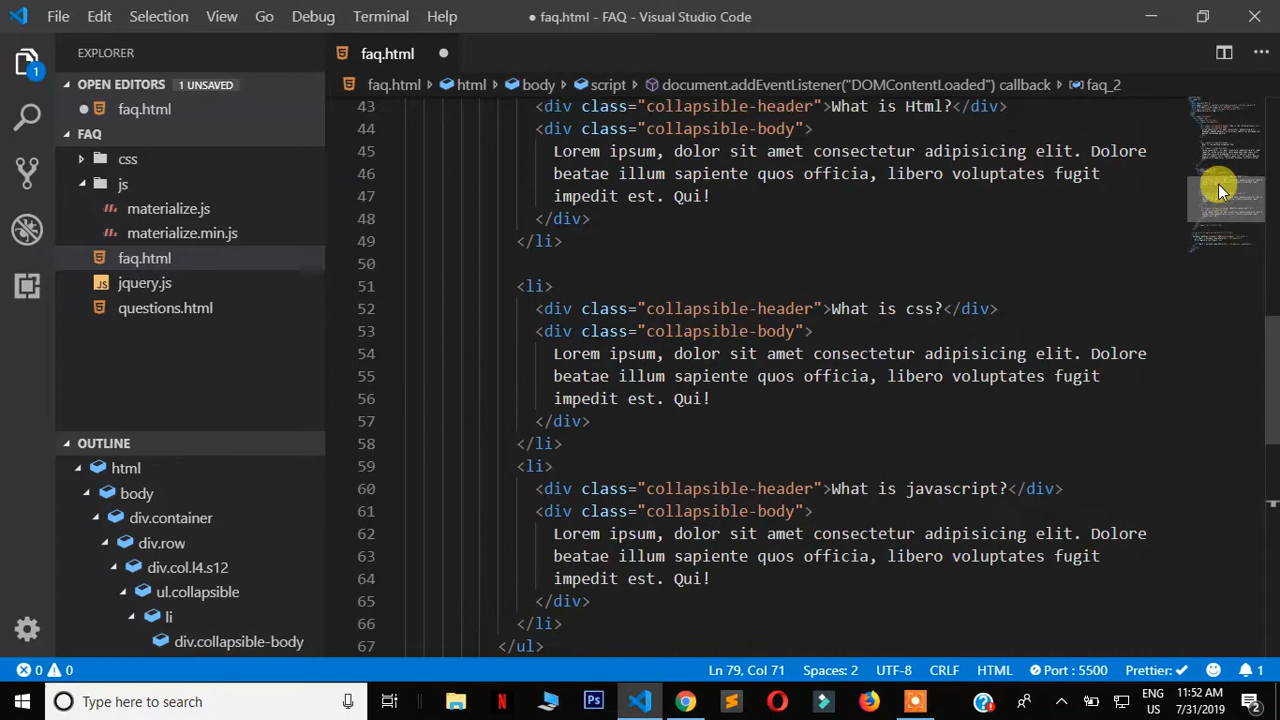 File Edit Selection View Go Debug Terminal Help ● faq.html - FAQ - Visual Studio Code
EXPLORER
OPEN EDITORS 1 UNSAVED
faq.html
FAQ
css
js
materialize.js
materialize.min.js
faq.html
jquery.js
questions.html
OUTLINE
html
body
div.container
div.row
div.col.l4.s12
ul.collapsible
li
div.collapsible-body
1
faq.html ●
faq.html › html › body › script › document.addEventListener("DOMContentLoaded") callback › faq_2
43 <div class="collapsible-header">What is Html?</div>
44 <div class="collapsible-body">
45 Lorem ipsum, dolor sit amet consectetur adipisicing elit. Dolore
46 beatae illum sapiente quos officia, libero voluptates fugit
47 impedit est. Qui!
48 </div>
49 </li>
50
51 <li>
52 <div class="collapsible-header">What is css?</div>
53 <div class="collapsible-body">
54 Lorem ipsum, dolor sit amet consectetur adipisicing elit. Dolore
55 beatae illum sapiente quos officia, libero voluptates fugit
56 impedit est. Qui!
57 </div>
58 </li>
59 <li>
60 <div class="collapsible-header">What is javascript?</div>
61 <div class="collapsible-body">
62 Lorem ipsum, dolor sit amet consectetur adipisicing elit. Dolore
63 beatae illum sapiente quos officia, libero voluptates fugit
64 impedit est. Qui!
65 </div>
66 </li>
67 </ul>
0 0 Ln 79, Col 71 Spaces: 2 UTF-8 CRLF HTML Port : 5500 Prettier: ✓ 1
Type here to search
ENG
US
11:52 AM
7/31/2019
2